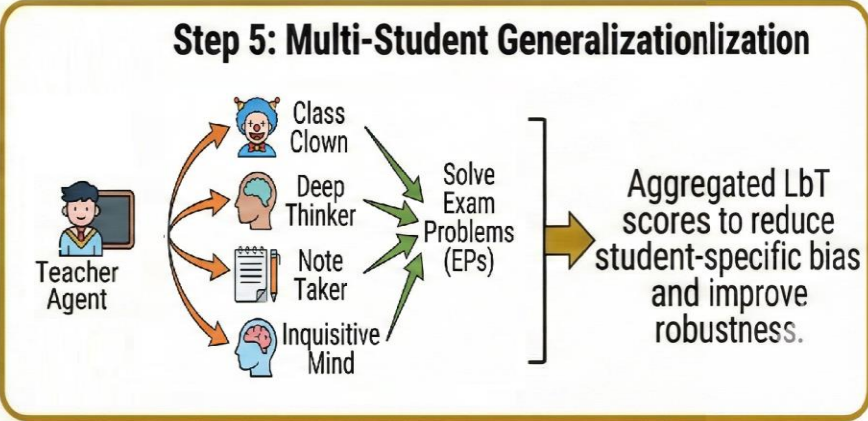 Step 5: Multi-Student Generalizationlization
Teacher
Agent
Class
Clown
Deep
Thinker
Note
Taker
Inquisitive
Mind
Solve
Exam
Problems
(EPs)
Aggregated LbT
scores to reduce
student-specific bias
and improve
robustness.